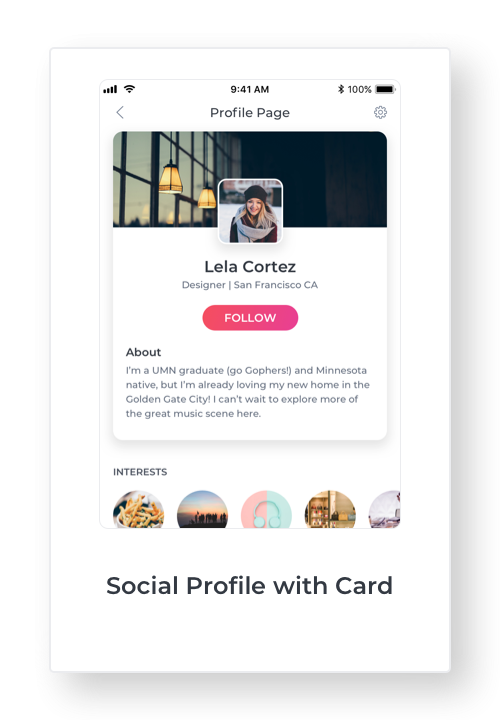 9:41 AM
100%
Profile Page
Lela Cortez
Designer | San Francisco CA
FOLLOW
About
I'm a UMN graduate (go Gophers!) and Minnesota
native, but I'm already loving my new home in the
Golden Gate City! I can't wait to explore more of
the great music scene here.
INTERESTS
Social Profile with Card